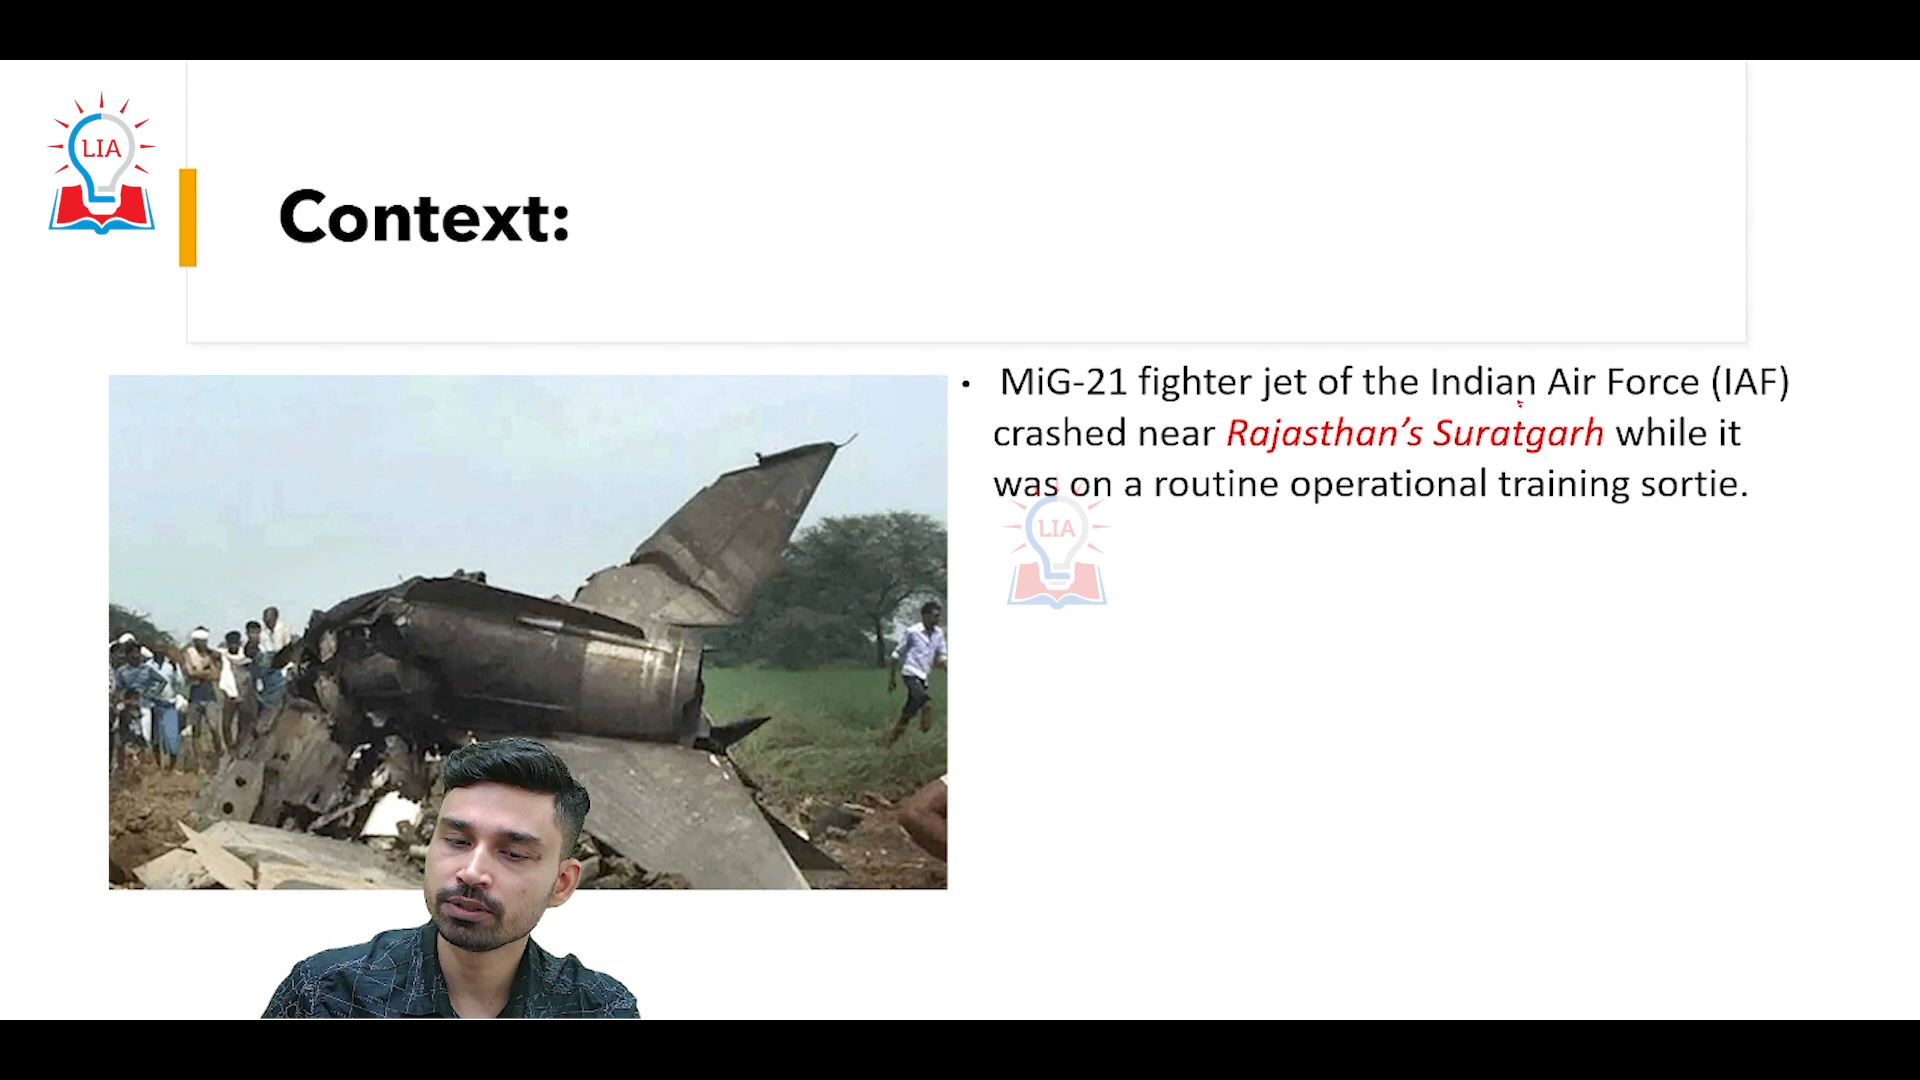 LIA
Context:
• MiG-21 fighter jet of the Indian Air Force (IAF)
crashed near Rajasthan’s Suratgarh while it
was on a routine operational training sortie.
LIA